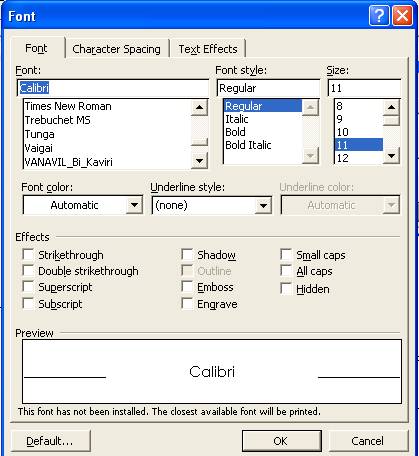 Font
Font Character Spacing Text Effects
Font: Font style: Size:
Calibri Regular 11
Times New Roman Regular 8
Trebuchet MS Italic 9
Tunga Bold 10
Vaigai Bold Italic 11
VANAVIL_Bi_Kaviri 12
Font color: Underline style: Underline color:
Automatic (none) Automatic
Effects
Strikethrough Shadow Small caps
Double strikethrough Outline All caps
Superscript Emboss Hidden
Subscript Engrave
Preview
Calibri
This font has not been installed. The closest available font will be printed.
Default... OK Cancel